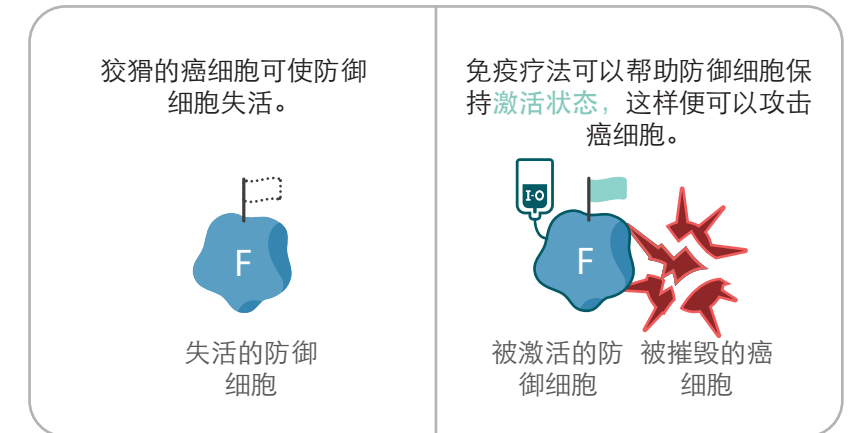 狡猾的癌细胞可使防御
细胞失活。
F
失活的防御
细胞
免疫疗法可以帮助防御细胞保
持激活状态，这样便可以攻击
癌细胞。
I-O
F
被激活的防
御细胞
被摧毁的癌
细胞